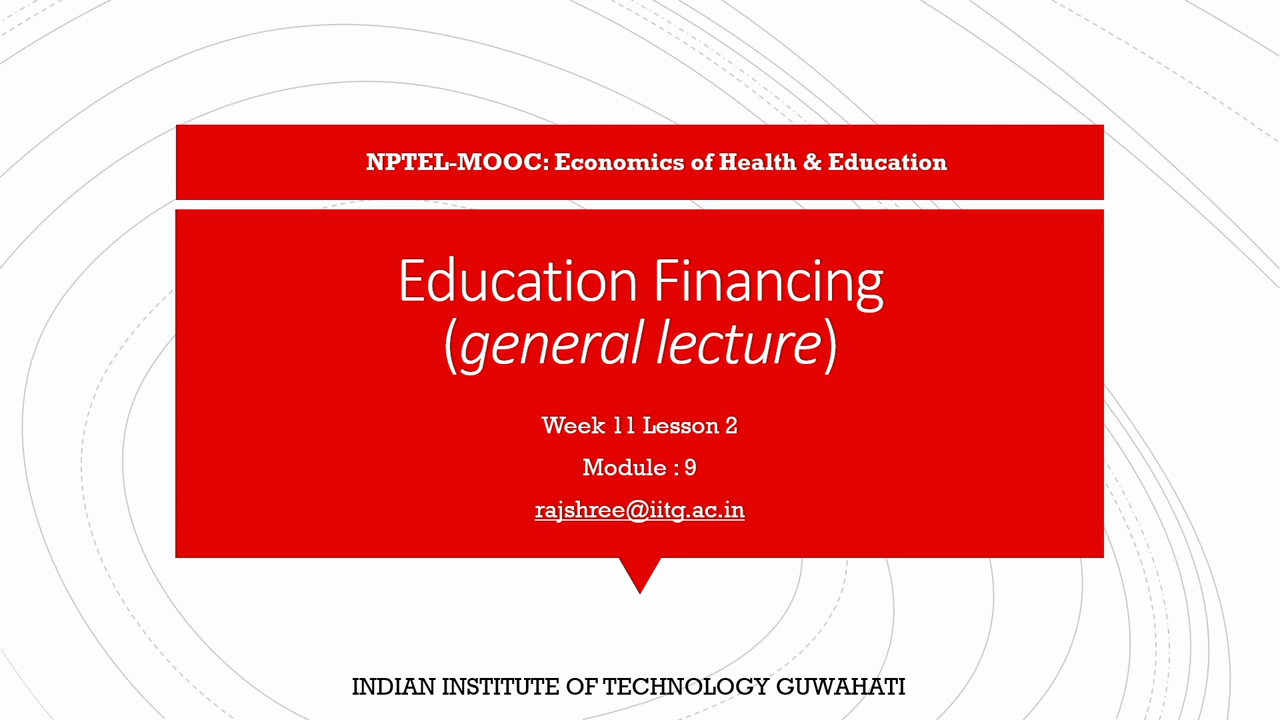 NPTEL-MOOC: Economics of Health & Education
Education Financing
(general lecture)
Week 11 Lesson 2
Module : 9
rajshree@iitg.ac.in
INDIAN INSTITUTE OF TECHNOLOGY GUWAHATI